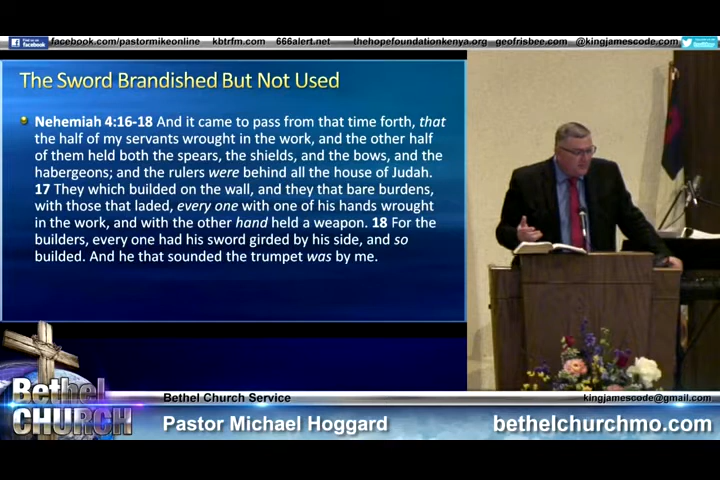 Find us on facebook facebook.com/pastormikeonline kbtrfm.com 666alert.net thehopefoundationkenya.org geofrisbee.com @kingjamescode.com twitter
The Sword Brandished But Not Used
Nehemiah 4:16-18 And it came to pass from that time forth, that
the half of my servants wrought in the work, and the other half
of them held both the spears, the shields, and the bows, and the
habergeons; and the rulers were behind all the house of Judah.
17 They which builded on the wall, and they that bare burdens,
with those that laded, every one with one of his hands wrought
in the work, and with the other hand held a weapon. 18 For the
builders, every one had his sword girded by his side, and so
builded. And he that sounded the trumpet was by me.
Bethel
CHURCH
Bethel Church Service kingjamescode@gmail.com
Pastor Michael Hoggard bethelchurchmo.com